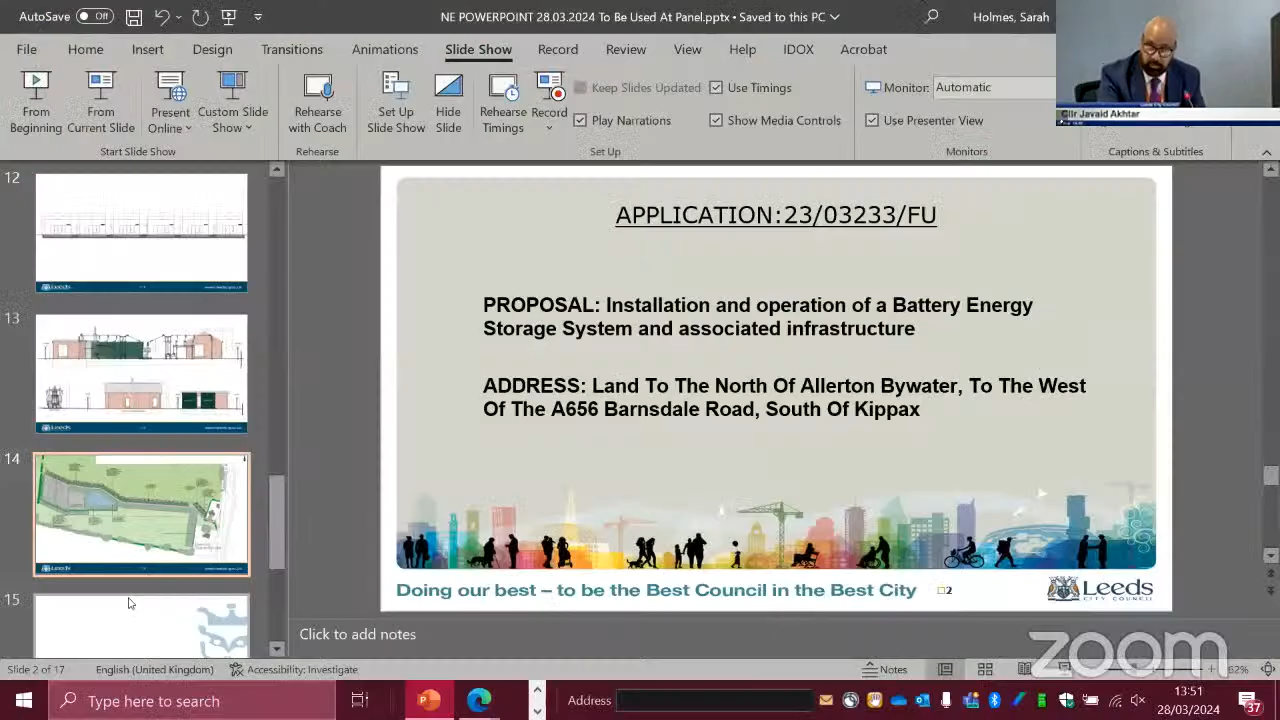 AutoSave Off NE POWERPOINT 28.03.2024 To Be Used At Panel.pptx • Saved to this PC Holmes, Sarah
File Home Insert Design Transitions Animations Slide Show Record Review View Help IDOX Acrobat
From Beginning
From Current Slide
Present Online
Custom Slide Show
Start Slide Show
Rehearse with Coach
Rehearse
Set Up Slide Show
Hide Slide
Rehearse Timings
Record
Keep Slides Updated
Play Narrations
Use Timings
Show Media Controls
Set Up
Monitor: Automatic
Use Presenter View
Monitors
Captions & Subtitles
Cllr Javaid Akhtar
12
Leeds
13
Leeds
14
Leeds
15
APPLICATION:23/03233/FU
PROPOSAL: Installation and operation of a Battery Energy
Storage System and associated infrastructure
ADDRESS: Land To The North Of Allerton Bywater, To The West
Of The A656 Barnsdale Road, South Of Kippax
Doing our best – to be the Best Council in the Best City
2
Leeds
CITY COUNCIL
Click to add notes
zoom
Slide 2 of 17 English (United Kingdom) Accessibility: Investigate Notes 62%
Type here to search
Address
13:51
28/03/2024
37